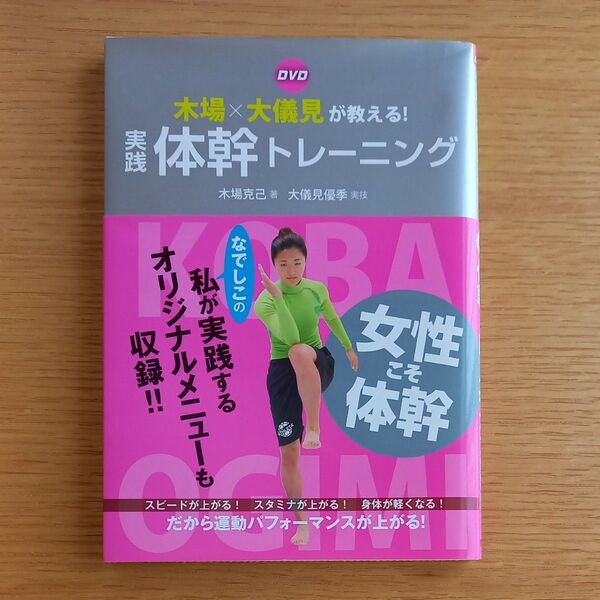 DVD
木場×大儀見が教える!
実践 体幹トレーニング
木場克己 著 大儀見優季 実技
KOBA
なでしこの
私が実践する
オリジナルメニューも
収録!!
女性
こそ
体幹
OGIMI
スピードが上がる! スタミナが上がる! 身体が軽くなる!
だから運動パフォーマンスが上がる!